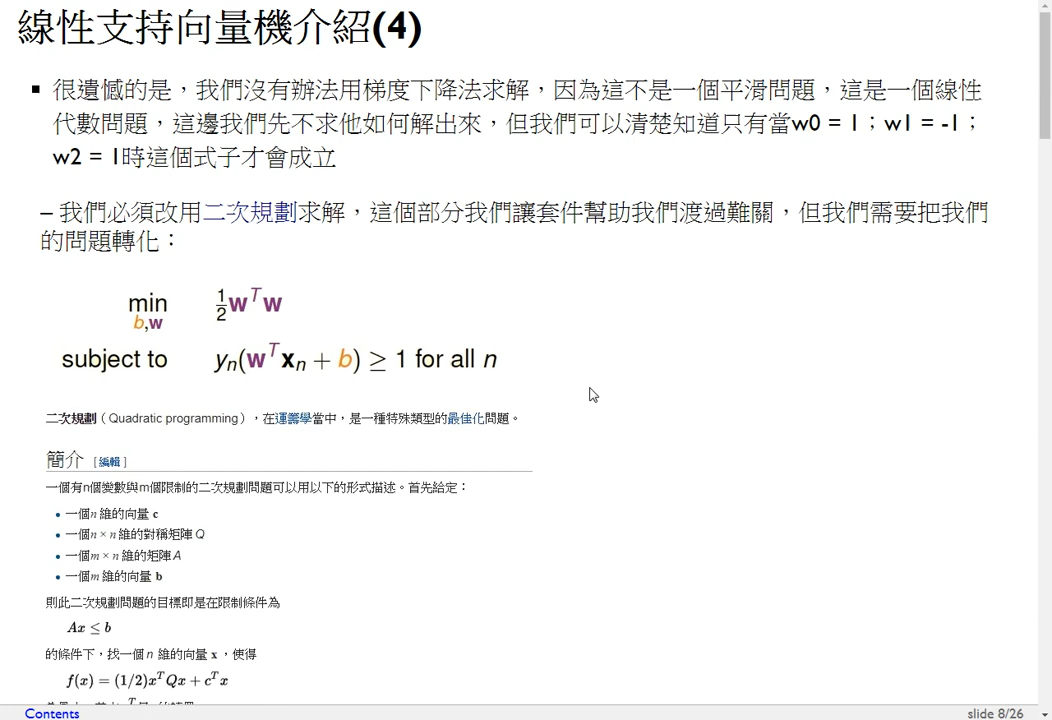 線性支持向量機介紹(4)
▪ 很遺憾的是，我們沒有辦法用梯度下降法求解，因為這不是一個平滑問題，這是一個線性
代數問題，這邊我們先不求他如何解出來，但我們可以清楚知道只有當w0 = 1；w1 = -1；
w2 = 1時這個式子才會成立
– 我們必須改用二次規劃求解，這個部分我們讓套件幫助我們渡過難關，但我們需要把我們
的問題轉化：
min b,w ½ w^T w
subject to y_n(w^T x_n + b) ≥ 1 for all n
二次規劃（Quadratic programming），在運籌學當中，是一種特殊類型的最佳化問題。
簡介 [編輯]
一個有n個變數與m個限制的二次規劃問題可以用以下的形式描述。首先給定：
• 一個n 維的向量 c
• 一個n × n 維的對稱矩陣 Q
• 一個m × n 維的矩陣 A
• 一個m 維的向量 b
則此二次規劃問題的目標即是在限制條件為
Ax ≤ b
的條件下，找一個 n 維的向量 x ，使得
f(x) = (1/2)x^T Qx + c^T x
Contents
slide 8/26